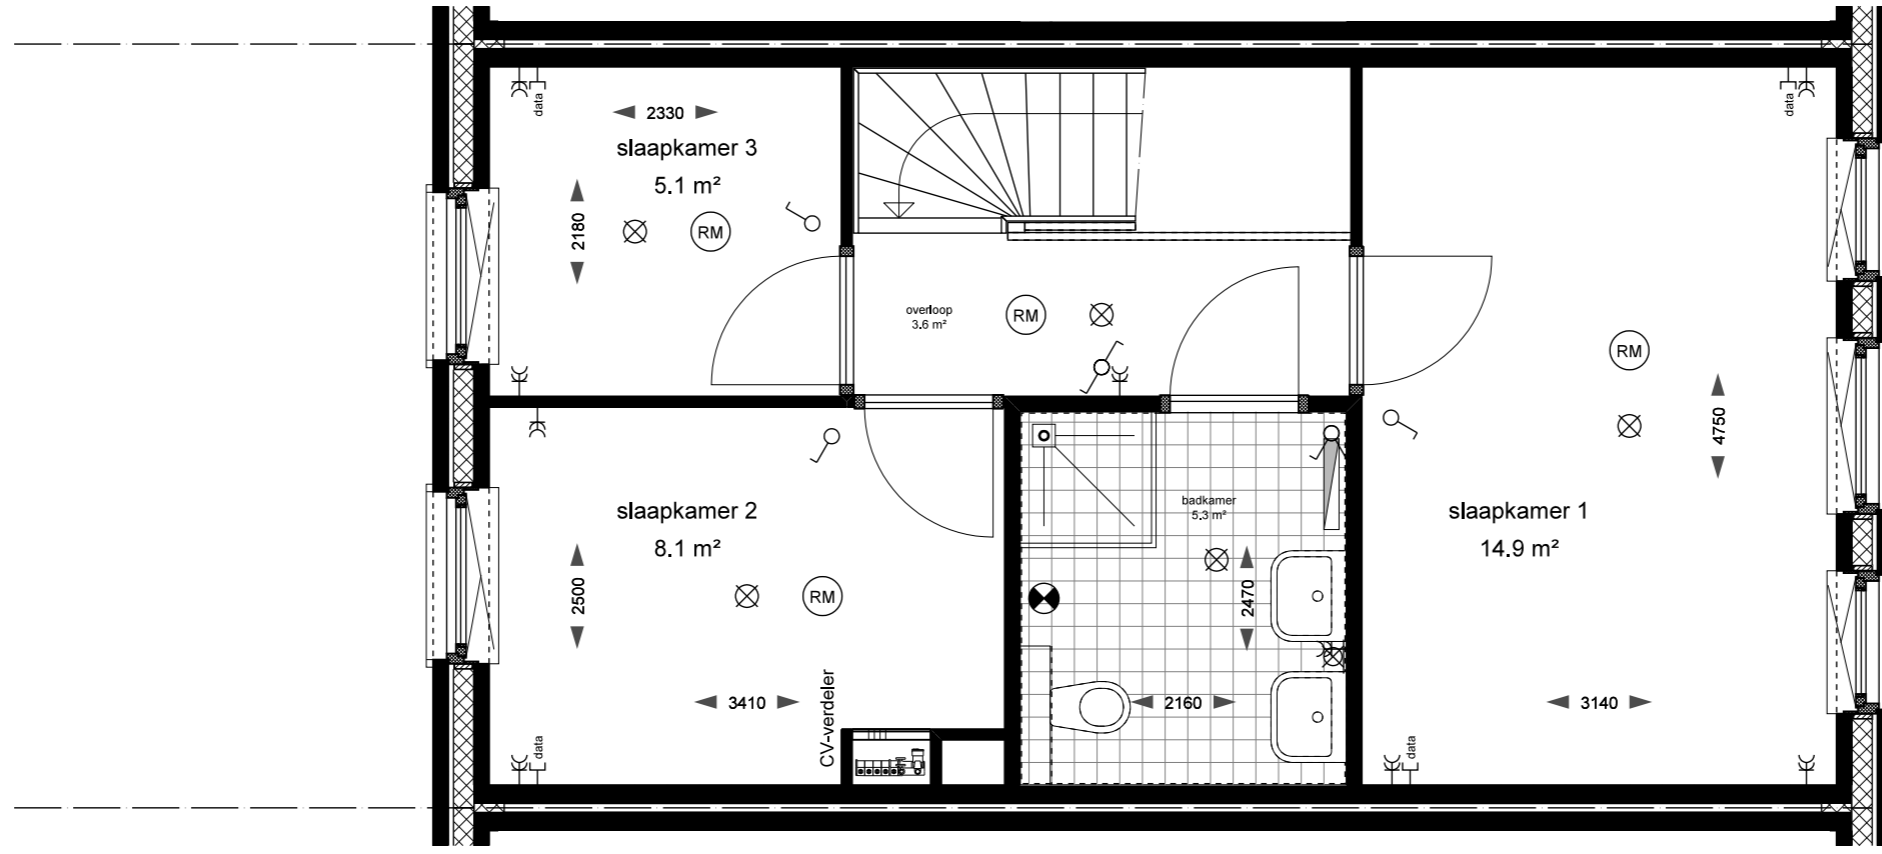 data
2330
slaapkamer 3
5.1 m²
2180
RM
overloop
3.6 m²
RM
data
RM
4750
slaapkamer 2
8.1 m²
2500
RM
3410
CV-verdeler
data
badkamer
5.3 m²
2470
2160
slaapkamer 1
14.9 m²
3140
data